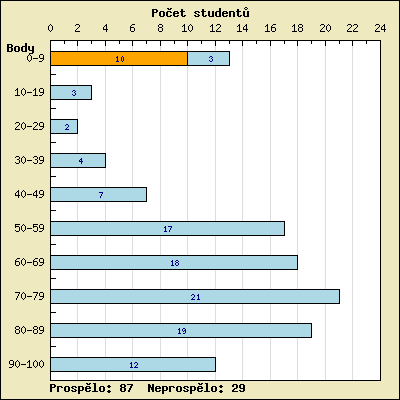 Počet studentů
0 2 4 6 8 10 12 14 16 18 20 22 24
Body
0-9 10 3
10-19 3
20-29 2
30-39 4
40-49 7
50-59 17
60-69 18
70-79 21
80-89 19
90-100 12
Prospělo: 87 Neprospělo: 29